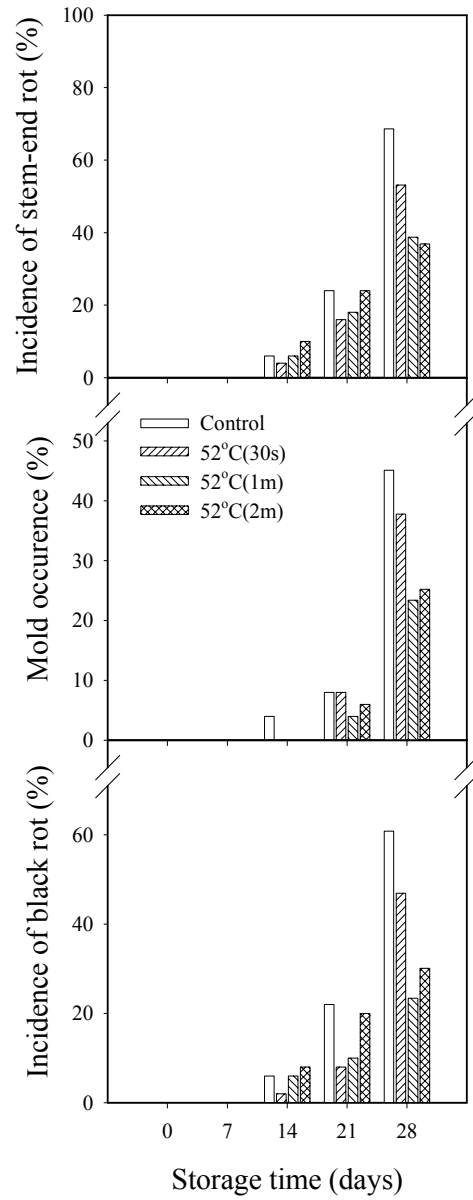 Incidence of stem-end rot (%)
100
80
60
40
20
0
Mold occurence (%)
50
40
30
20
10
0
Control
52°C(30s)
52°C(1m)
52°C(2m)
Incidence of black rot (%)
60
40
20
0
0 7 14 21 28
Storage time (days)